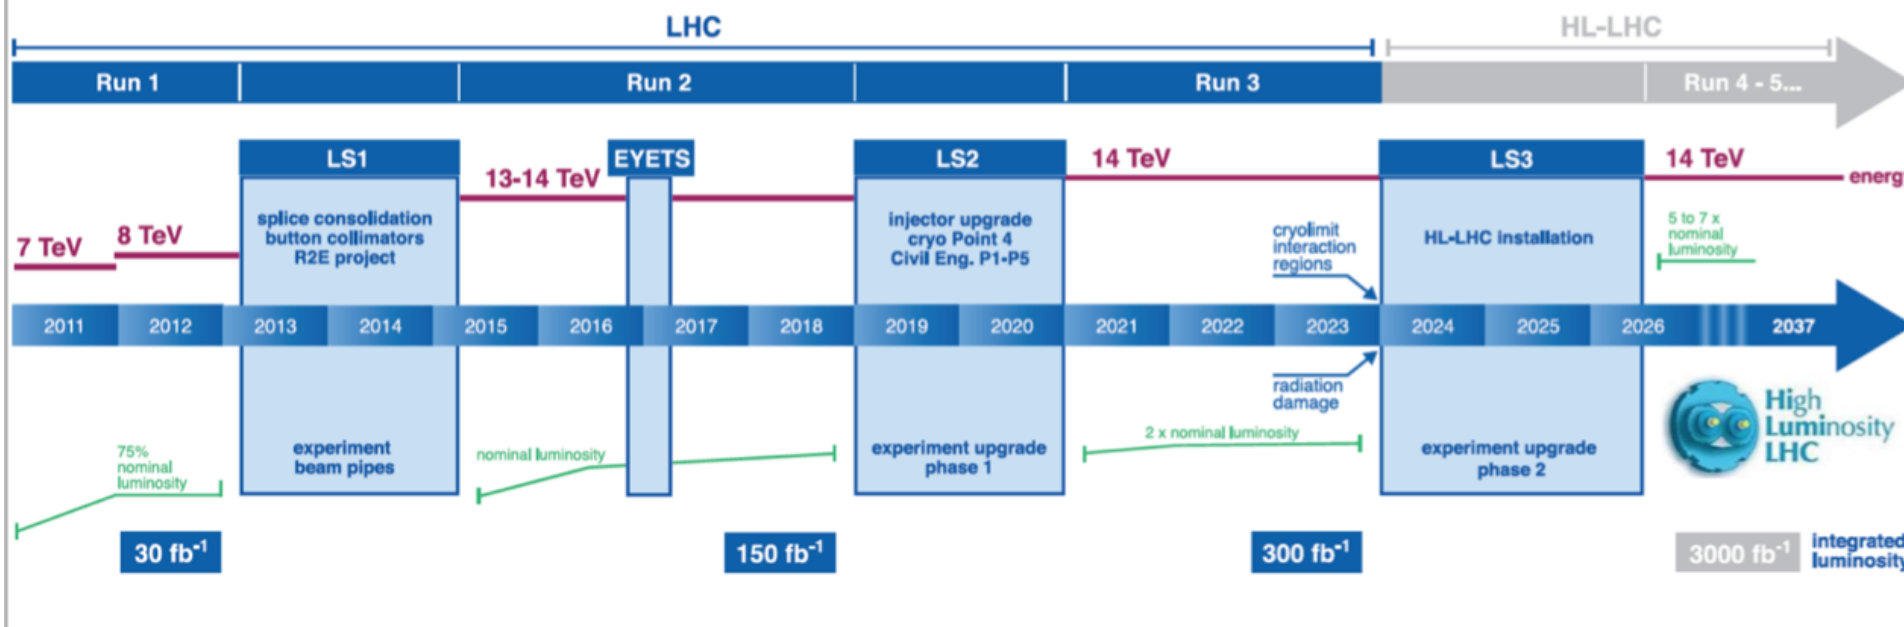 LHC
HL-LHC
Run 1
Run 2
Run 3
Run 4 - 5...
LS1
EYETS
LS2
14 TeV
LS3
14 TeV
13-14 TeV
energy
7 TeV
8 TeV
splice consolidation
button collimators
R2E project
injector upgrade
cryo Point 4
Civil Eng. P1-P5
cryolimit
interaction
regions
HL-LHC installation
5 to 7 x
nominal
luminosity
2011
2012
2013
2014
2015
2016
2017
2018
2019
2020
2021
2022
2023
2024
2025
2026
2037
radiation
damage
75%
nominal
luminosity
experiment
beam pipes
nominal luminosity
experiment upgrade
phase 1
2 x nominal luminosity
experiment upgrade
phase 2
High
Luminosity
LHC
30 fb⁻¹
150 fb⁻¹
300 fb⁻¹
3000 fb⁻¹
integrated
luminosity